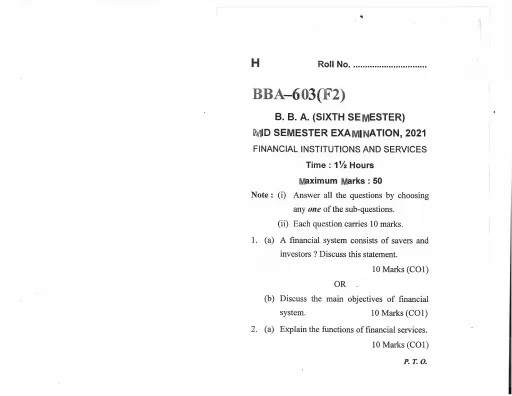 H Roll No. ................................
BBA–603(F2)
B. B. A. (SIXTH SEMESTER)
MID SEMESTER EXAMINATION, 2021
FINANCIAL INSTITUTIONS AND SERVICES
Time : 1½ Hours
Maximum Marks : 50
Note : (i) Answer all the questions by choosing
any one of the sub-questions.
(ii) Each question carries 10 marks.
1. (a) A financial system consists of savers and
investors ? Discuss this statement.
10 Marks (CO1)
OR
(b) Discuss the main objectives of financial
system. 10 Marks (CO1)
2. (a) Explain the functions of financial services.
10 Marks (CO1)
P. T. O.